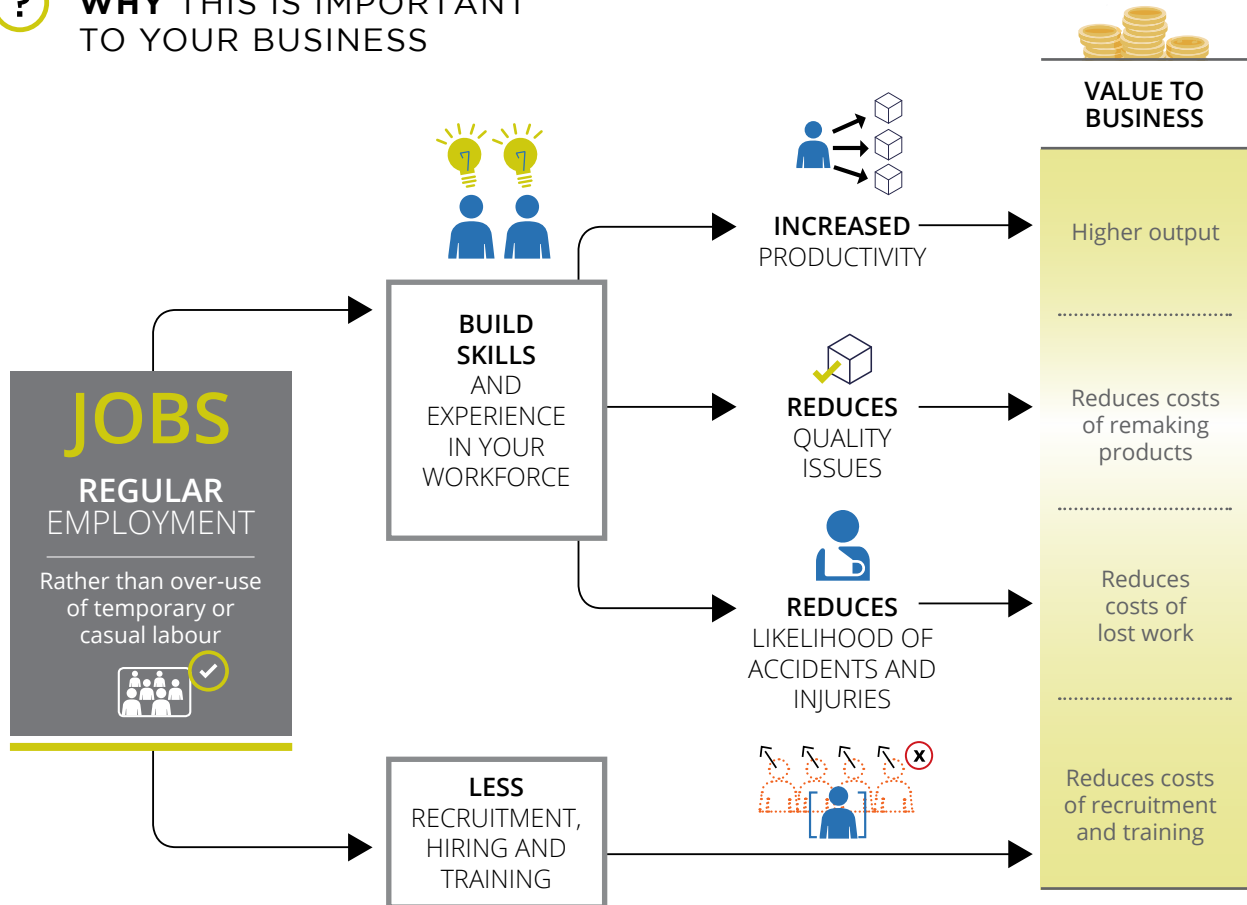 ?
WHY THIS IS IMPORTANT
TO YOUR BUSINESS
JOBS
REGULAR
EMPLOYMENT
Rather than over-use
of temporary or
casual labour
BUILD
SKILLS
AND
EXPERIENCE
IN YOUR
WORKFORCE
LESS
RECRUITMENT,
HIRING AND
TRAINING
INCREASED
PRODUCTIVITY
REDUCES
QUALITY
ISSUES
REDUCES
LIKELIHOOD OF
ACCIDENTS AND
INJURIES
X
VALUE TO
BUSINESS
Higher output
Reduces costs
of remaking
products
Reduces
costs of
lost work
Reduces costs
of recruitment
and training